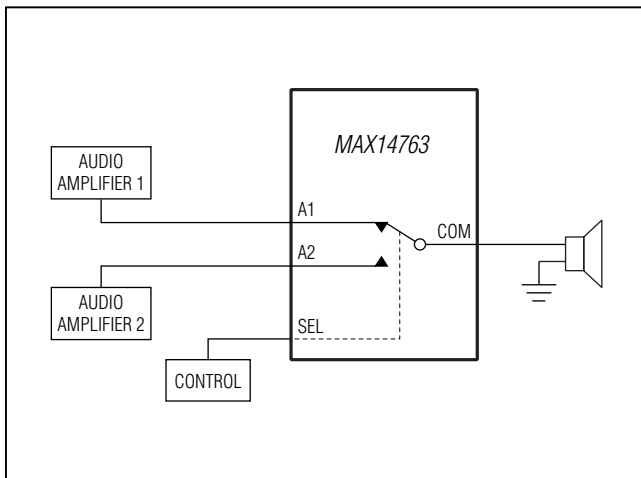 MAX14763
AUDIO
AMPLIFIER 1
A1
COM
A2
AUDIO
AMPLIFIER 2
SEL
CONTROL